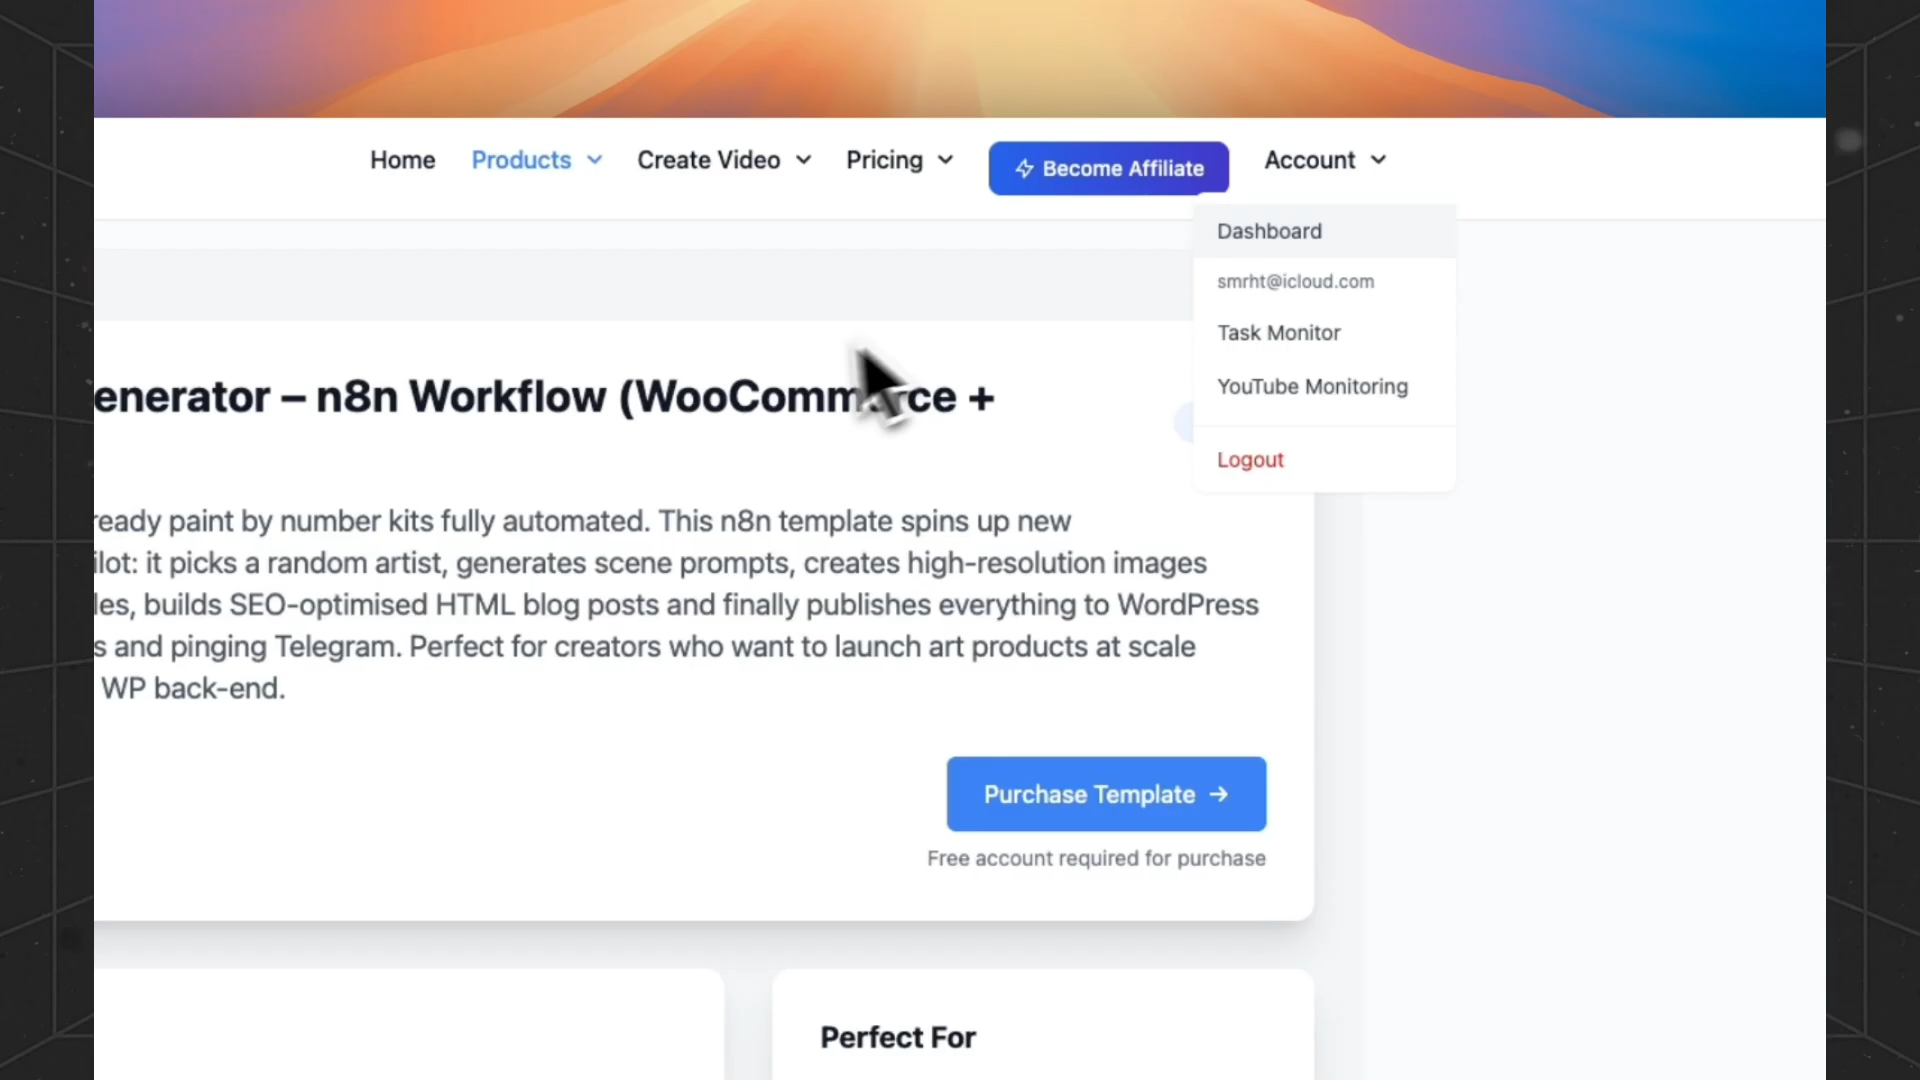 Home Products Create Video Pricing Become Affiliate Account
Dashboard
smrht@icloud.com
Task Monitor
YouTube Monitoring
Logout
enerator – n8n Workflow (WooCommerce +
ready paint by number kits fully automated. This n8n template spins up new
ilot: it picks a random artist, generates scene prompts, creates high-resolution images
les, builds SEO-optimised HTML blog posts and finally publishes everything to WordPress
s and pinging Telegram. Perfect for creators who want to launch art products at scale
WP back-end.
Purchase Template →
Free account required for purchase
Perfect For